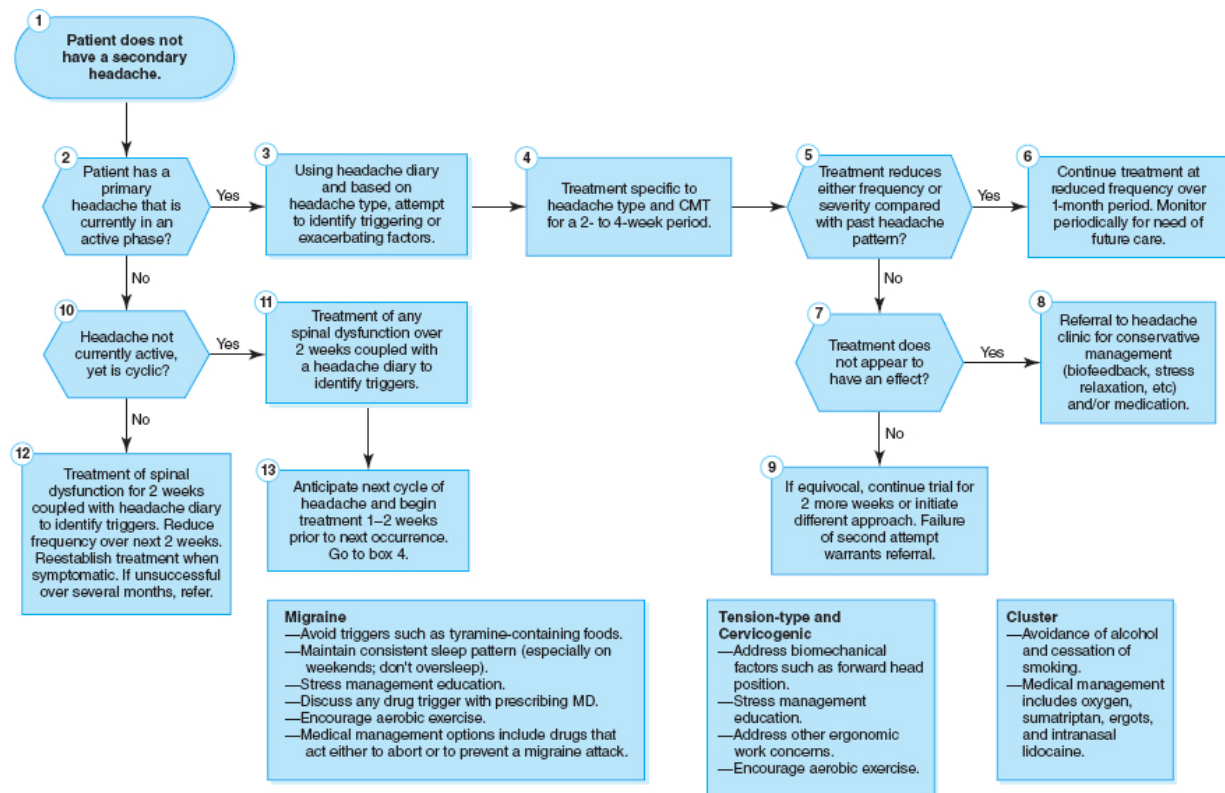 1
Patient does not
have a secondary
headache.
2
Patient has a
primary
headache that is
currently in an
active phase?
Yes
3
Using headache diary
and based on
headache type, attempt
to identify triggering or
exacerbating factors.
4
Treatment specific to
headache type and CMT
for a 2- to 4-week period.
5
Treatment reduces
either frequency or
severity compared
with past headache
pattern?
Yes
6
Continue treatment at
reduced frequency over
1-month period. Monitor
periodically for need of
future care.
No
No
10
Headache not
currently active,
yet is cyclic?
Yes
11
Treatment of any
spinal dysfunction over
2 weeks coupled with
a headache diary to
identify triggers.
7
Treatment does
not appear to
have an effect?
Yes
8
Referral to headache
clinic for conservative
management
(biofeedback, stress
relaxation, etc)
and/or medication.
No
No
12
Treatment of spinal
dysfunction for 2 weeks
coupled with headache diary
to identify triggers. Reduce
frequency over next 2 weeks.
Reestablish treatment when
symptomatic. If unsuccessful
over several months, refer.
13
Anticipate next cycle of
headache and begin
treatment 1–2 weeks
prior to next occurrence.
Go to box 4.
9
If equivocal, continue trial for
2 more weeks or initiate
different approach. Failure
of second attempt
warrants referral.
Migraine
—Avoid triggers such as tyramine-containing foods.
—Maintain consistent sleep pattern (especially on
weekends; don't oversleep).
—Stress management education.
—Discuss any drug trigger with prescribing MD.
—Encourage aerobic exercise.
—Medical management options include drugs that
act either to abort or to prevent a migraine attack.
Tension-type and
Cervicogenic
—Address biomechanical
factors such as forward head
position.
—Stress management
education.
—Address other ergonomic
work concerns.
—Encourage aerobic exercise.
Cluster
—Avoidance of alcohol
and cessation of
smoking.
—Medical management
includes oxygen,
sumatriptan, ergots,
and intranasal
lidocaine.